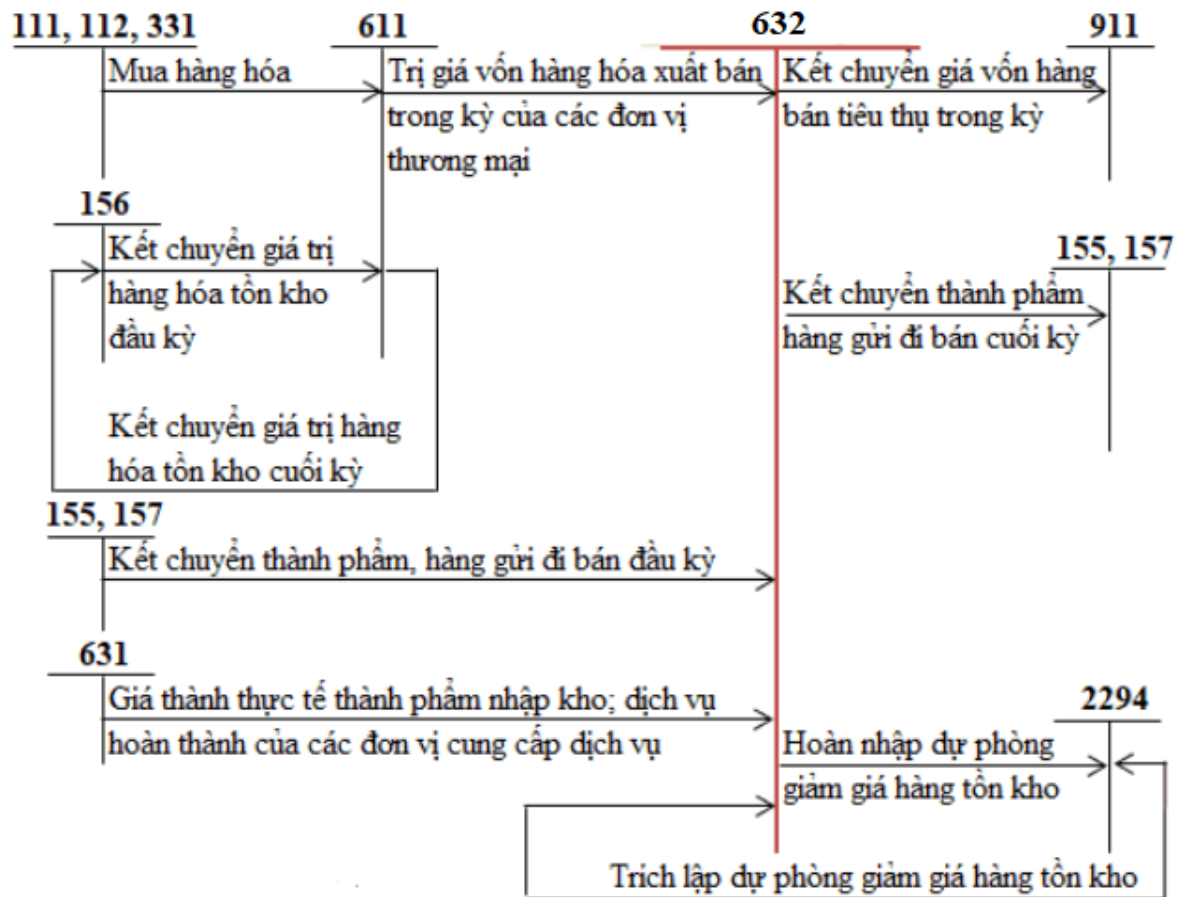 111, 112, 331
611
632
911
Mua hàng hóa
Trị giá vốn hàng hóa xuất bán
trong kỳ của các đơn vị
thương mại
Kết chuyển giá vốn hàng
bán tiêu thụ trong kỳ
156
Kết chuyển giá trị
hàng hóa tồn kho
đầu kỳ
155, 157
Kết chuyển thành phẩm
hàng gửi đi bán cuối kỳ
Kết chuyển giá trị hàng
hóa tồn kho cuối kỳ
155, 157
Kết chuyển thành phẩm, hàng gửi đi bán đầu kỳ
631
Giá thành thực tế thành phẩm nhập kho; dịch vụ
hoàn thành của các đơn vị cung cấp dịch vụ
2294
Hoàn nhập dự phòng
giảm giá hàng tồn kho
Trích lập dự phòng giảm giá hàng tồn kho